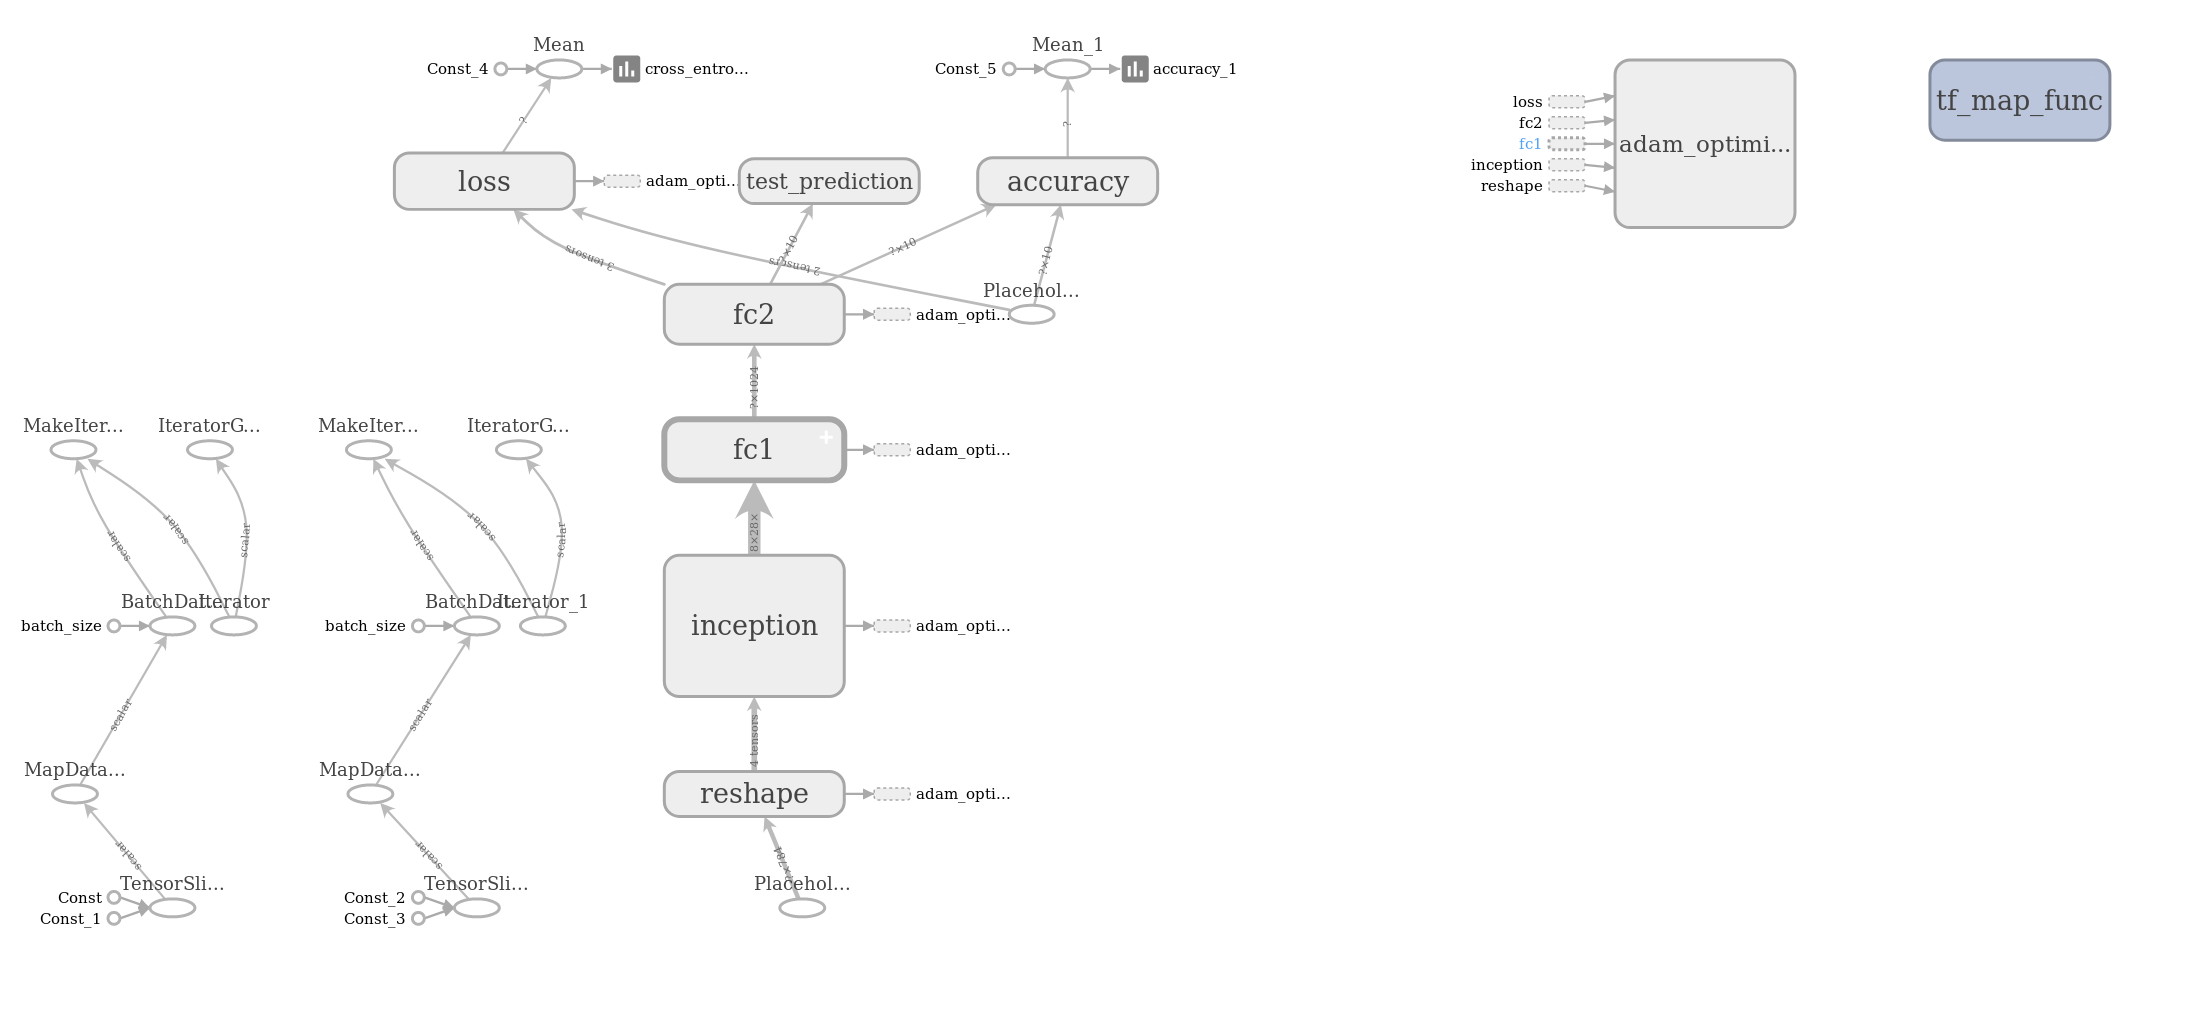 Mean
Mean_1
Const_4
cross_entro...
Const_5
accuracy_1
?
?
loss
adam_opti...
test_prediction
accuracy
loss
fc2
fc1
inception
reshape
adam_optimi...
tf_map_func
3 tensors
?×10
2 tensors
?×10
?×10
Placehol...
fc2
adam_opti...
?×1024
MakeIter...
IteratorG...
MakeIter...
IteratorG...
fc1
+
adam_opti...
scalar
scalar
scalar
scalar
scalar
scalar
8×28×
BatchDat...
Iterator
BatchDat...
Iterator_1
batch_size
batch_size
inception
adam_opti...
scalar
scalar
4 tensors
MapData...
MapData...
reshape
adam_opti...
scalar
scalar
?×784
TensorSli...
TensorSli...
Placehol...
Const
Const_1
Const_2
Const_3